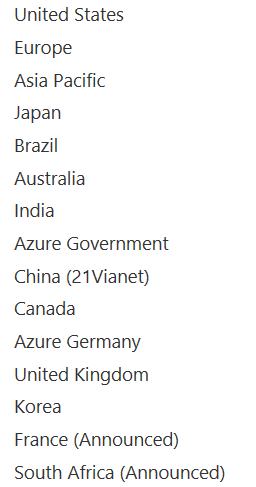 United States
Europe
Asia Pacific
Japan
Brazil
Australia
India
Azure Government
China (21Vianet)
Canada
Azure Germany
United Kingdom
Korea
France (Announced)
South Africa (Announced)